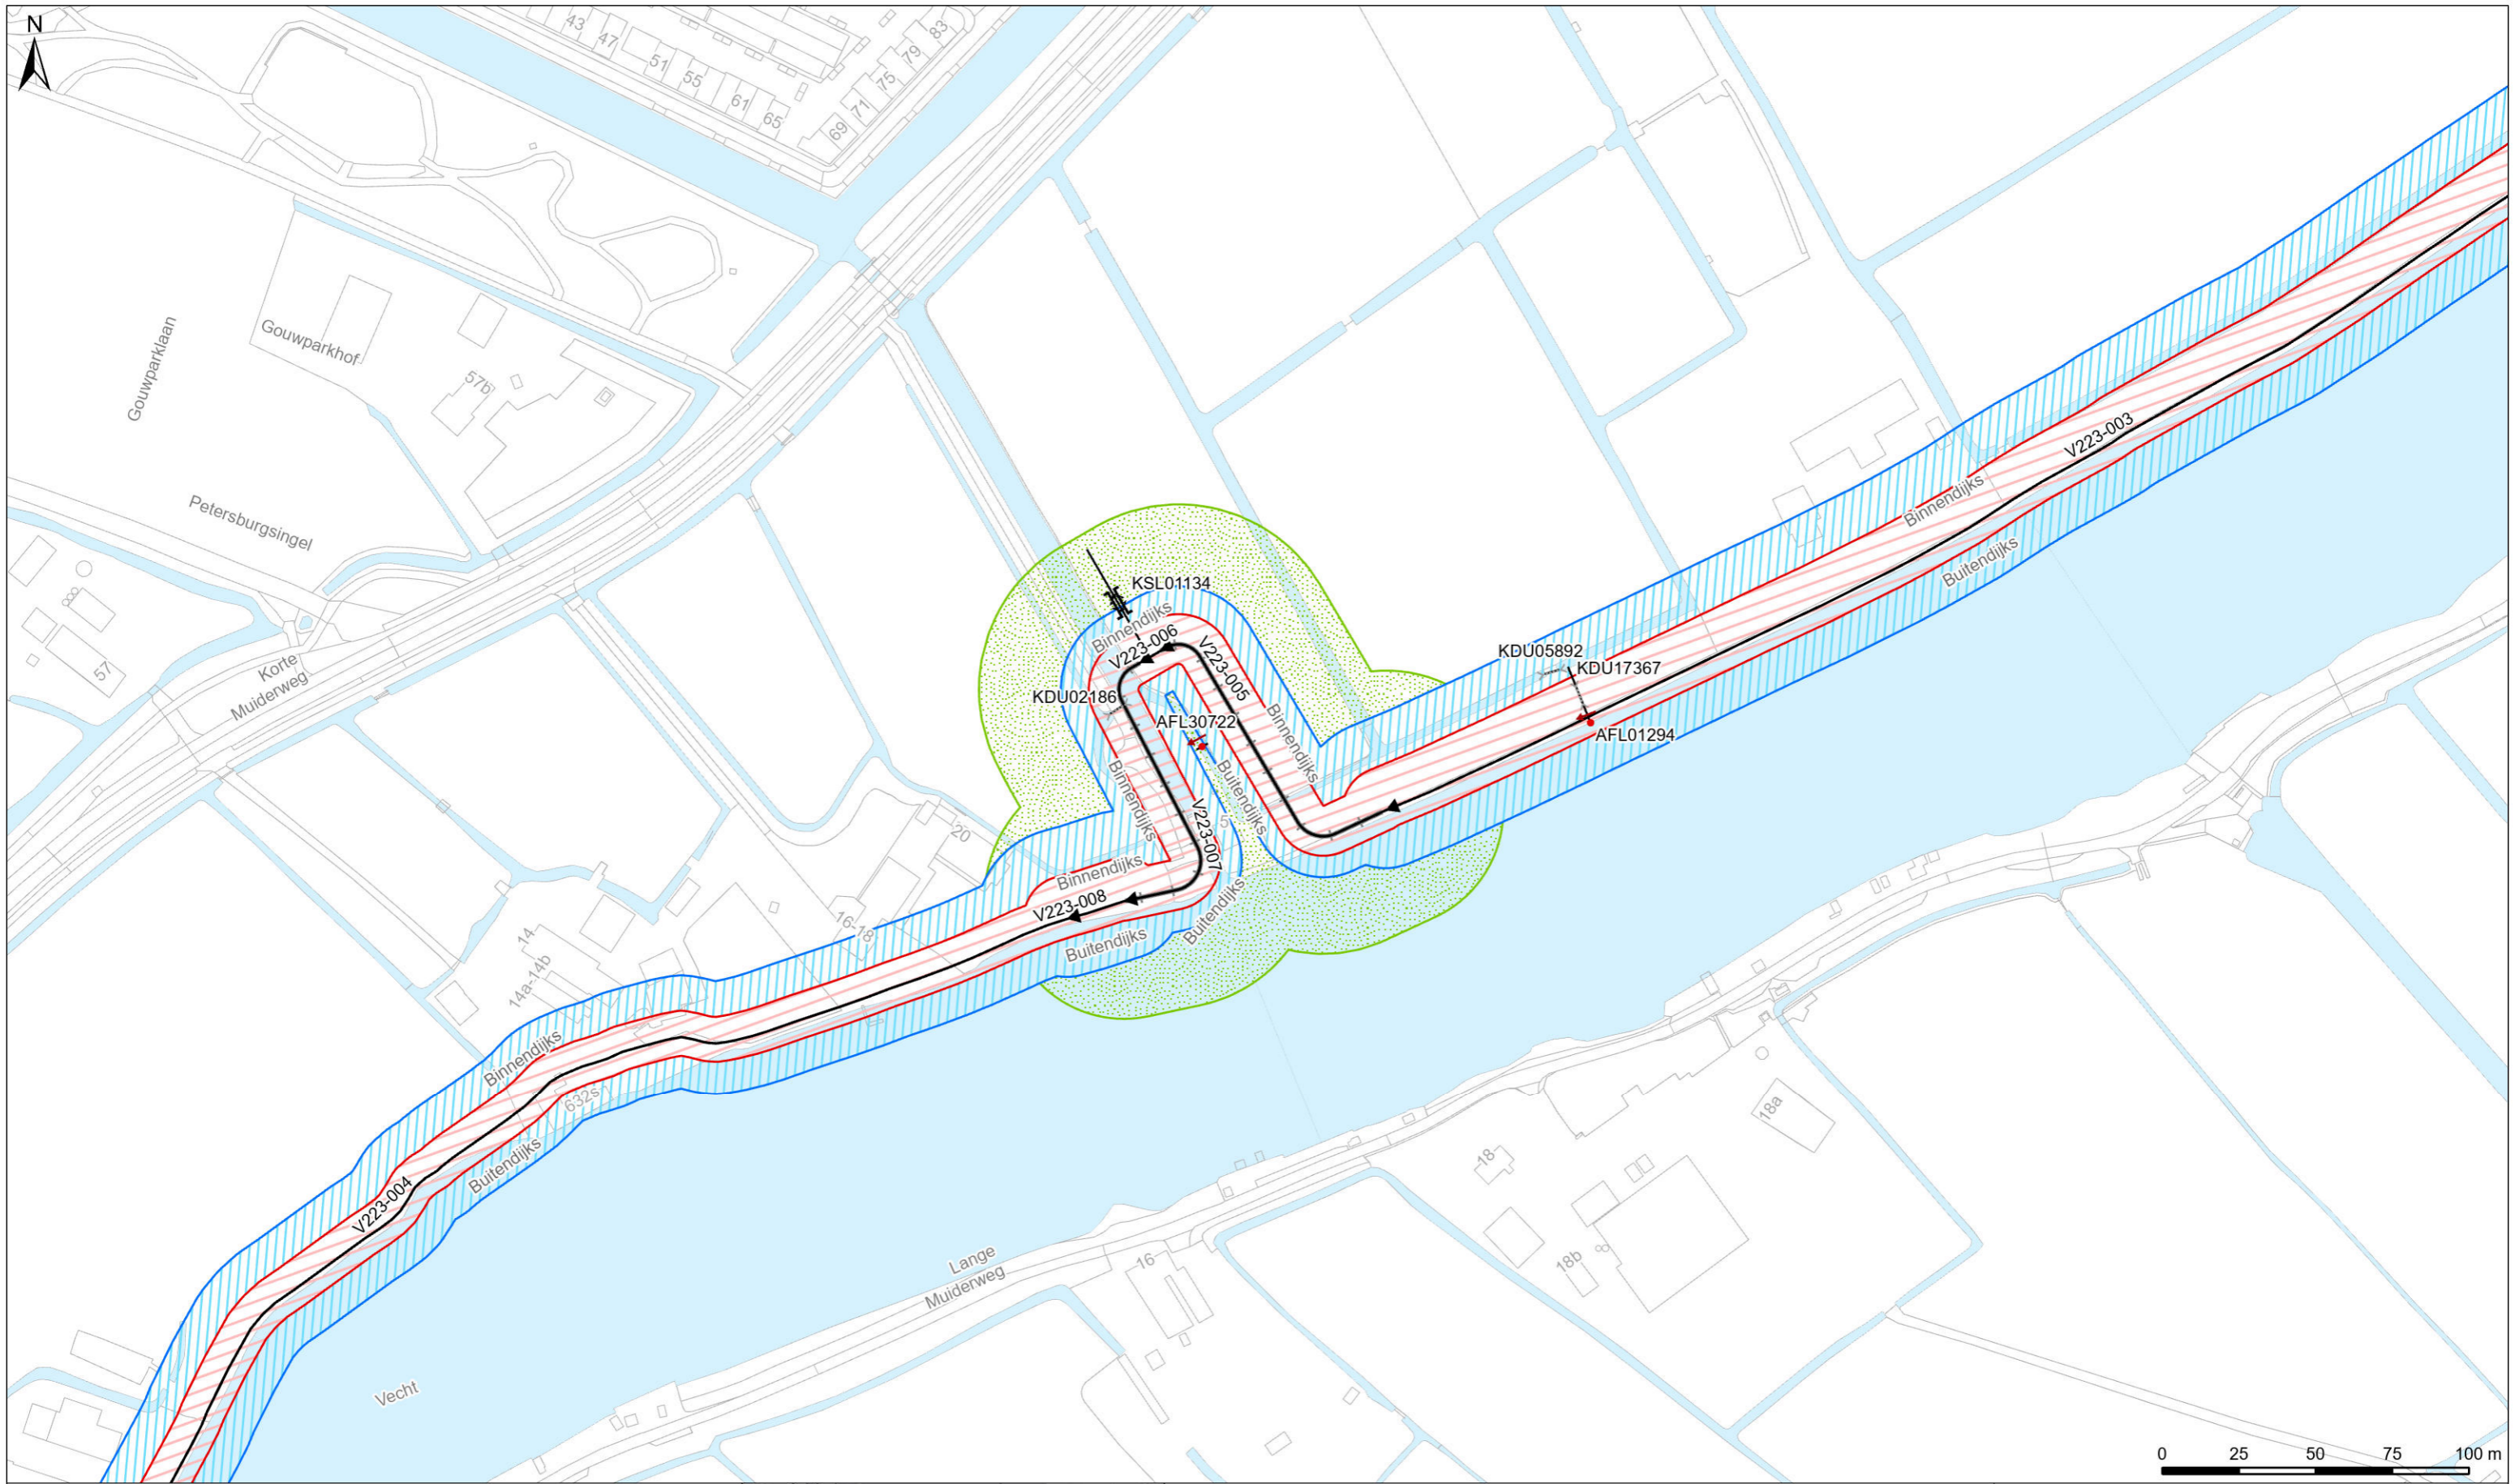 N
43
47
51
55
61
65
69
71
75
79
83
Gouwparklaan
Gouwparkhof
57b
Petersburgsingel
57
Korte
Muiderweg
V223-003
Binnendijks
Buitendijks
KSL01134
Binnendijks
V223-006
V223-005
KDU02186
AFL30722
Binnendijks
KDU05892
KDU17367
AFL01294
Binnendijks
Buitendijks
V223-007
5
20
Binnendijks
V223-008
Buitendijks
Buitendijks
16-18
14
14a-14b
Binnendijks
632s
Buitendijks
V223-004
Vecht
Lange
Muiderweg
16
18
18a
18b
0 25 50 75 100 m